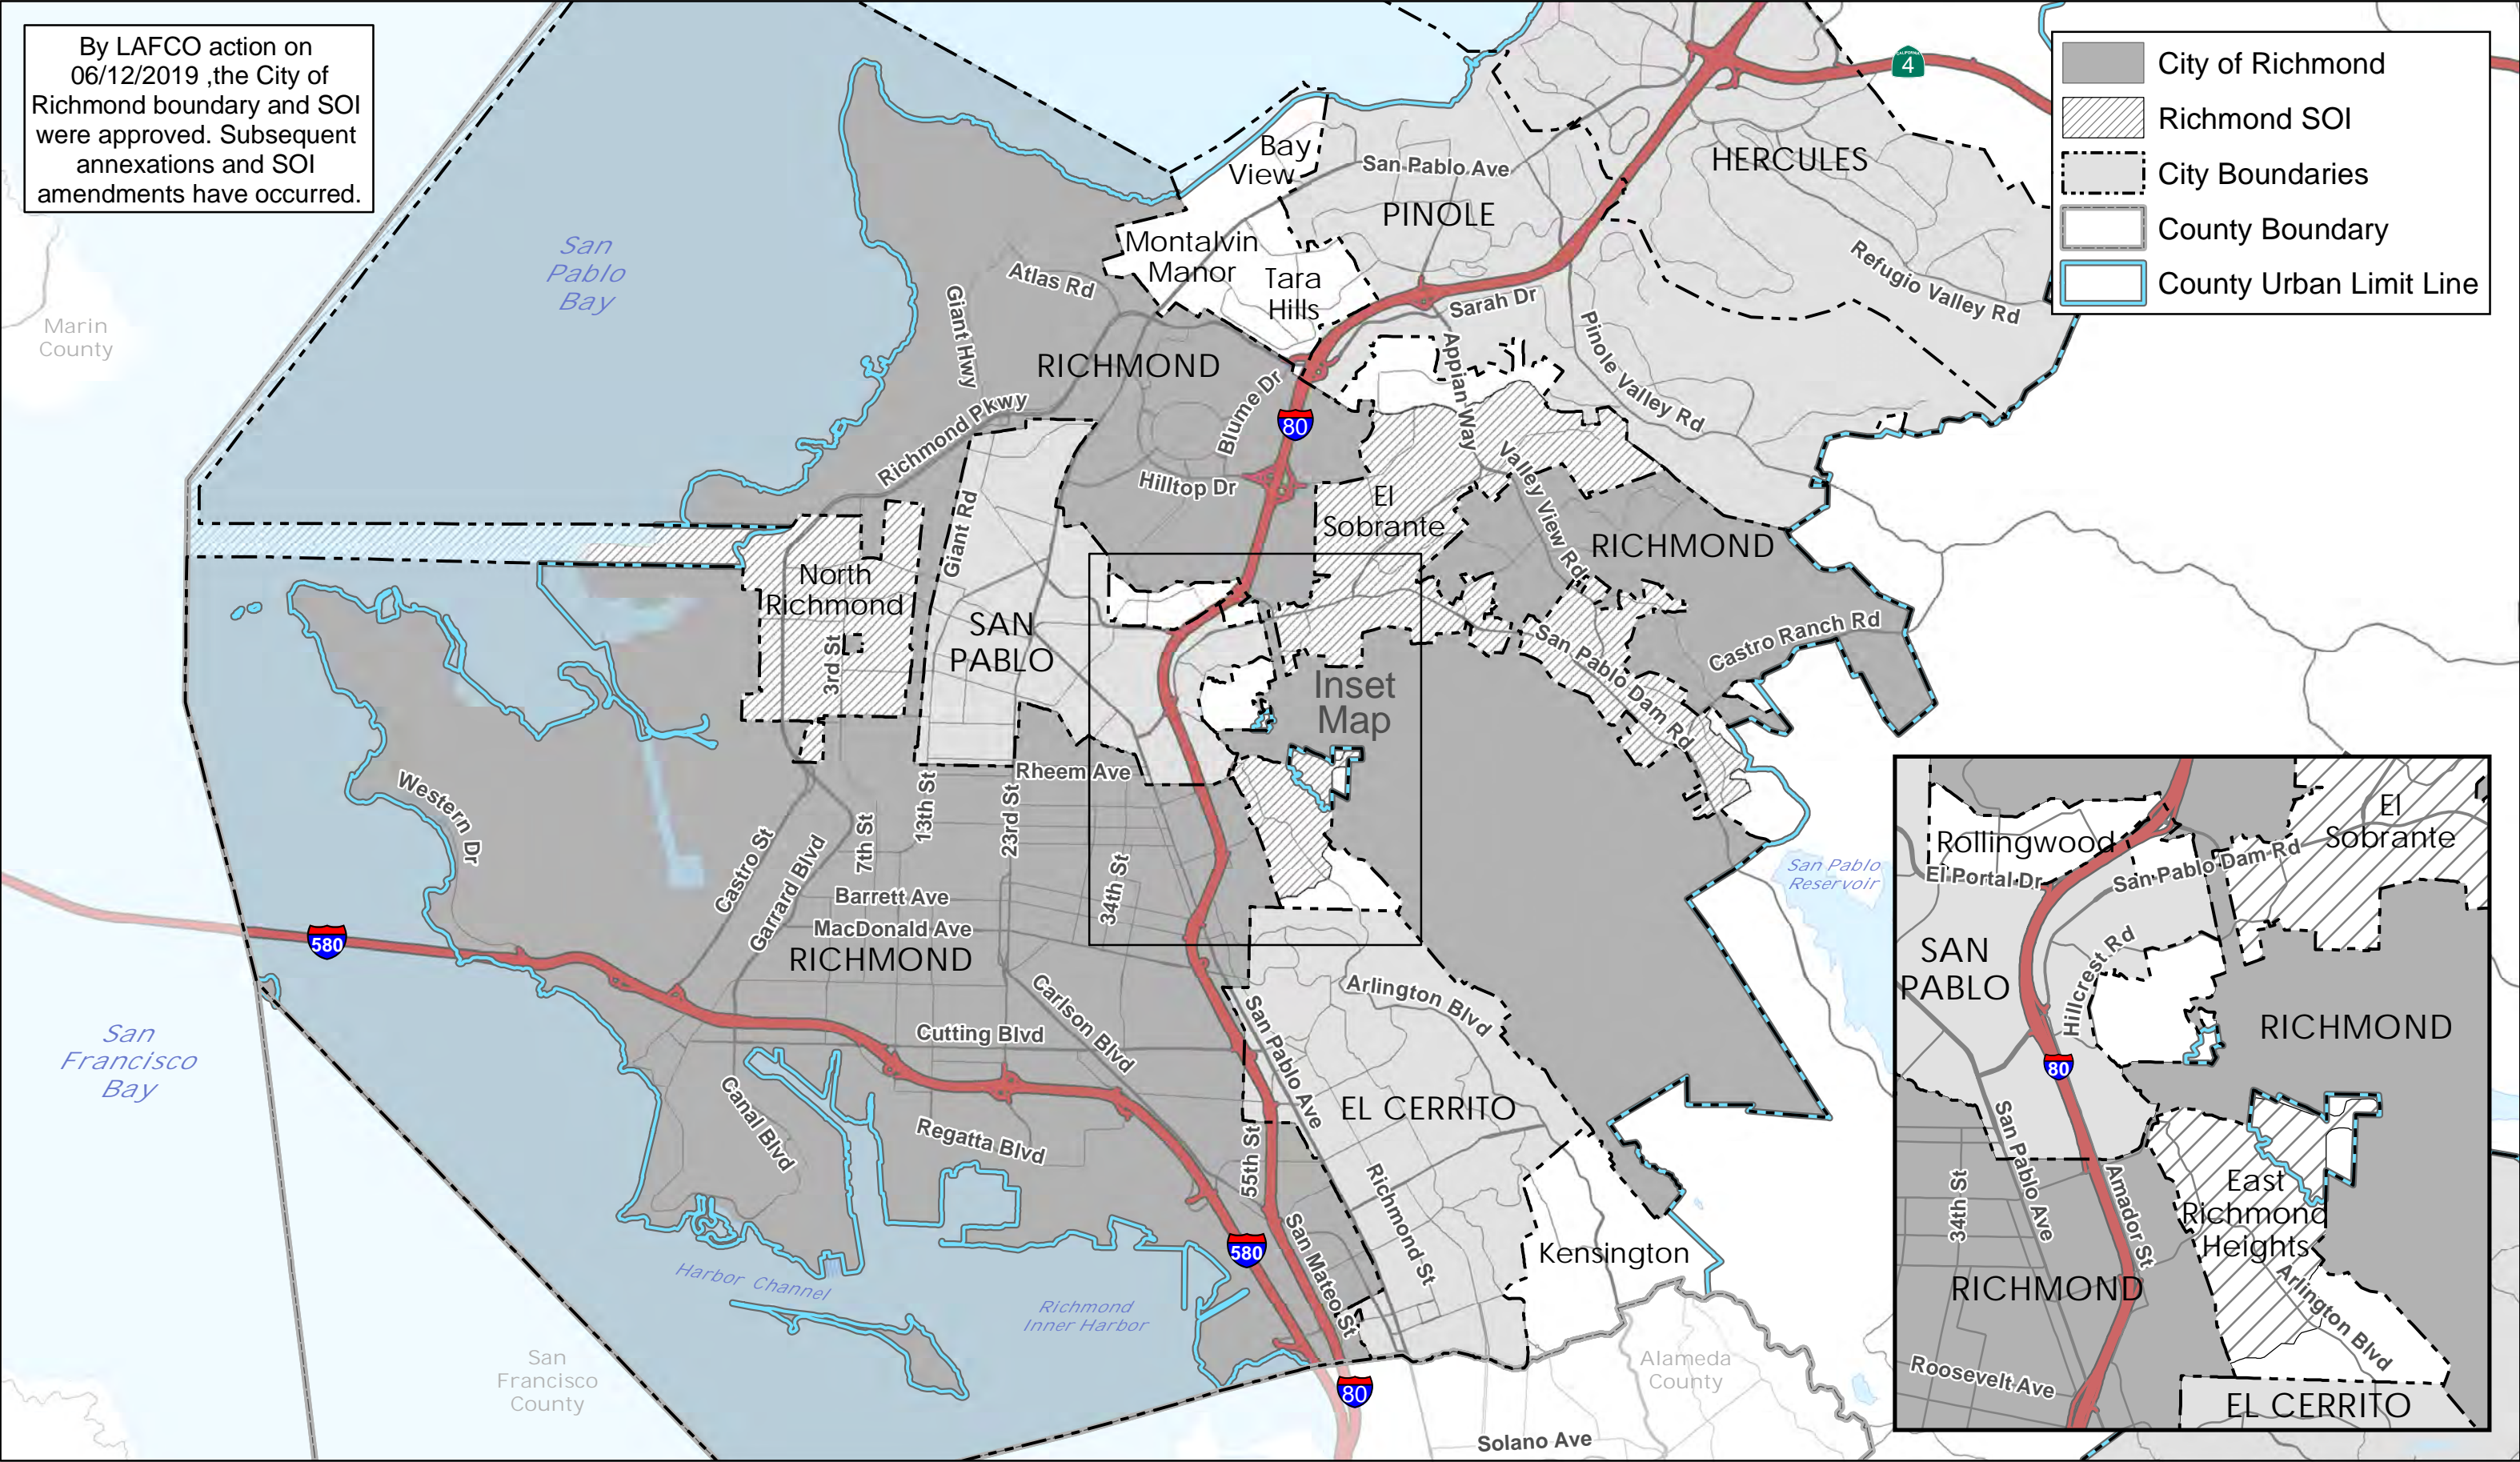 By LAFCO action on
06/12/2019 ,the City of
Richmond boundary and SOI
were approved. Subsequent
annexations and SOI
amendments have occurred.
City of Richmond
Richmond SOI
City Boundaries
County Boundary
County Urban Limit Line
CALIFORNIA
4
Bay
View
San Pablo Ave
HERCULES
PINOLE
Montalvin
Manor
Tara
Hills
San
Pablo
Bay
Marin
County
Atlas Rd
Giant Hwy
Sarah Dr
Refugio Valley Rd
Pinole Valley Rd
Appian Way
RICHMOND
Blume Dr
80
Richmond Pkwy
Hilltop Dr
Giant Rd
El
Sobrante
Valley View Rd
RICHMOND
North
Richmond
3rd St
SAN
PABLO
Castro Ranch Rd
San Pablo Dam Rd
Inset
Map
Rheem Ave
Western Dr
Castro St
Garrard Blvd
7th St
13th St
23rd St
34th St
Barrett Ave
MacDonald Ave
RICHMOND
San Pablo
Reservoir
580
Carlson Blvd
Cutting Blvd
San Pablo Ave
Arlington Blvd
San
Francisco
Bay
Canal Blvd
Regatta Blvd
EL CERRITO
55th St
Richmond St
San Mateo St
Kensington
580
Harbor Channel
Richmond
Inner Harbor
San
Francisco
County
Alameda
County
80
Solano Ave
Rollingwood
El Portal Dr
San Pablo Dam Rd
El
Sobrante
SAN
PABLO
Hillcrest Rd
RICHMOND
80
34th St
San Pablo Ave
Amador St
East
Richmond
Heights
RICHMOND
Arlington Blvd
Roosevelt Ave
EL CERRITO